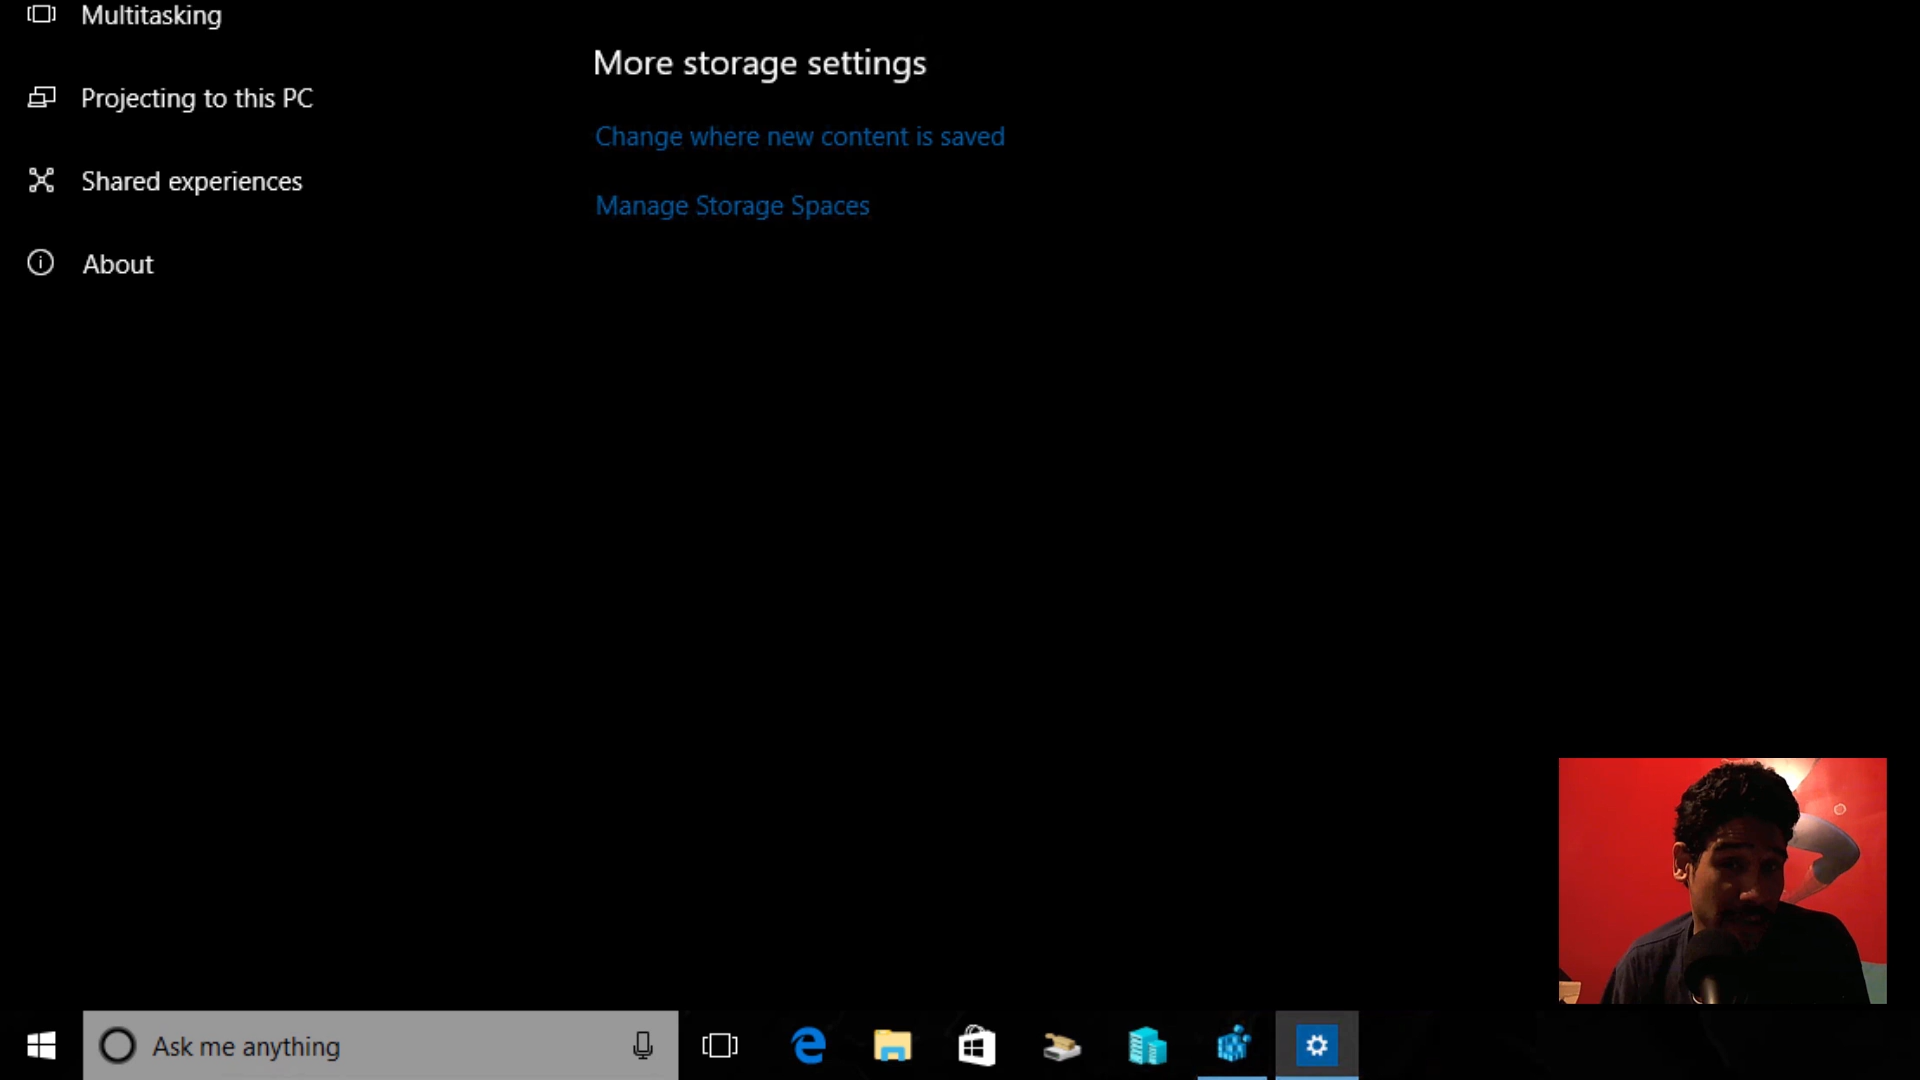 Multitasking
Projecting to this PC
Shared experiences
About
More storage settings
Change where new content is saved
Manage Storage Spaces
Ask me anything